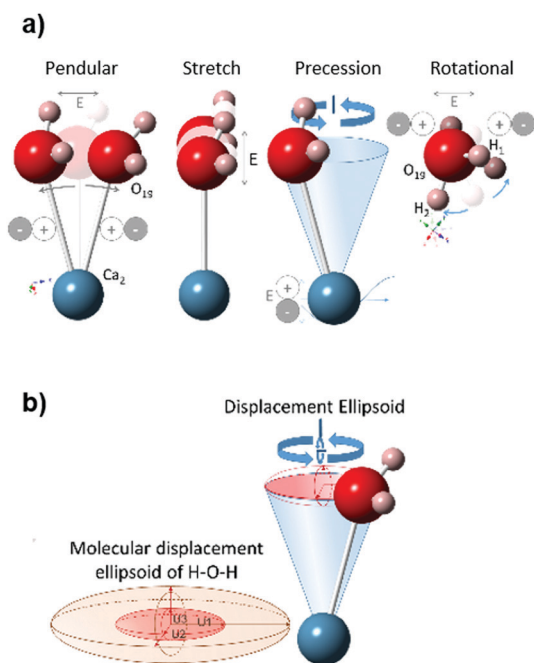 a)
Pendular Stretch Precession Rotational
E E
- + + -
E
O19 H1
O19
- + + - H2
Ca2
E + -
b)
Displacement Ellipsoid
Molecular displacement
ellipsoid of H-O-H
U3 U1
U2